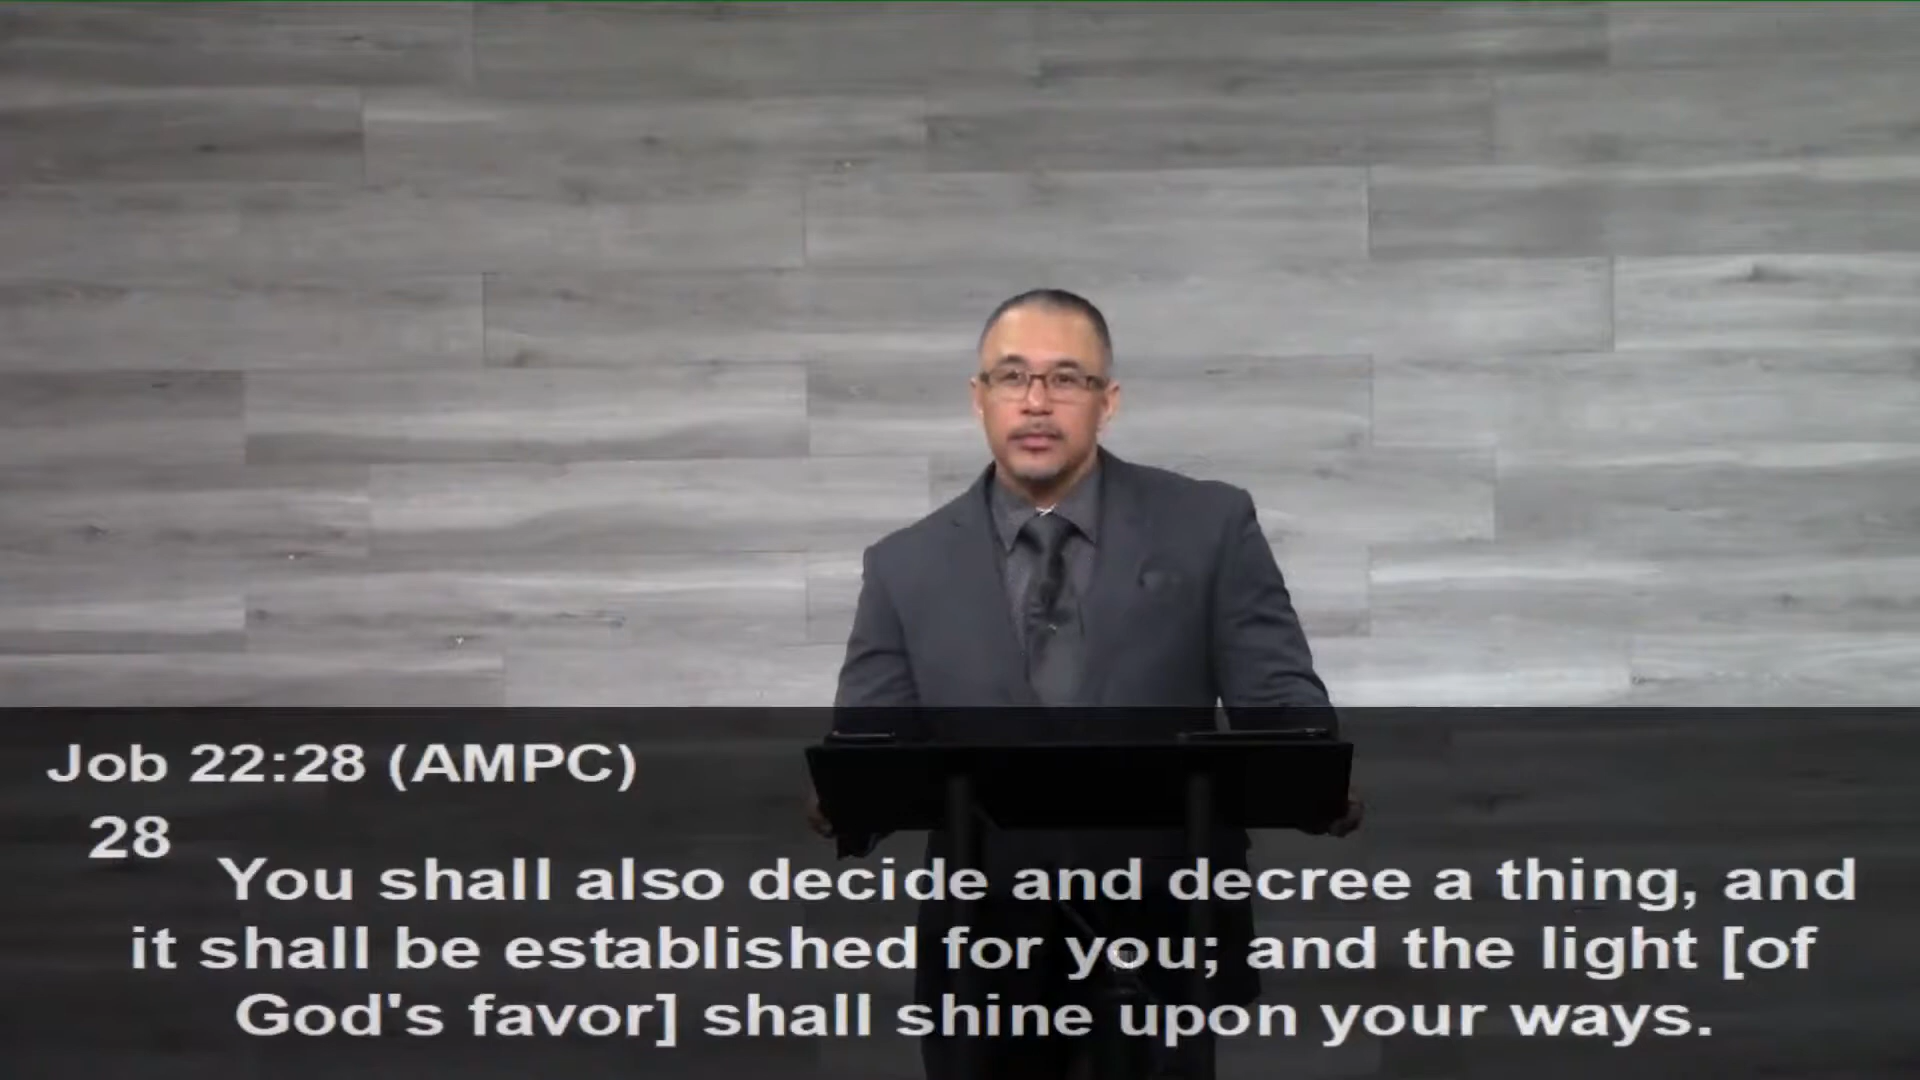 Job 22:28 (AMPC)
28
You shall also decide and decree a thing, and
it shall be established for you; and the light [of
God's favor] shall shine upon your ways.